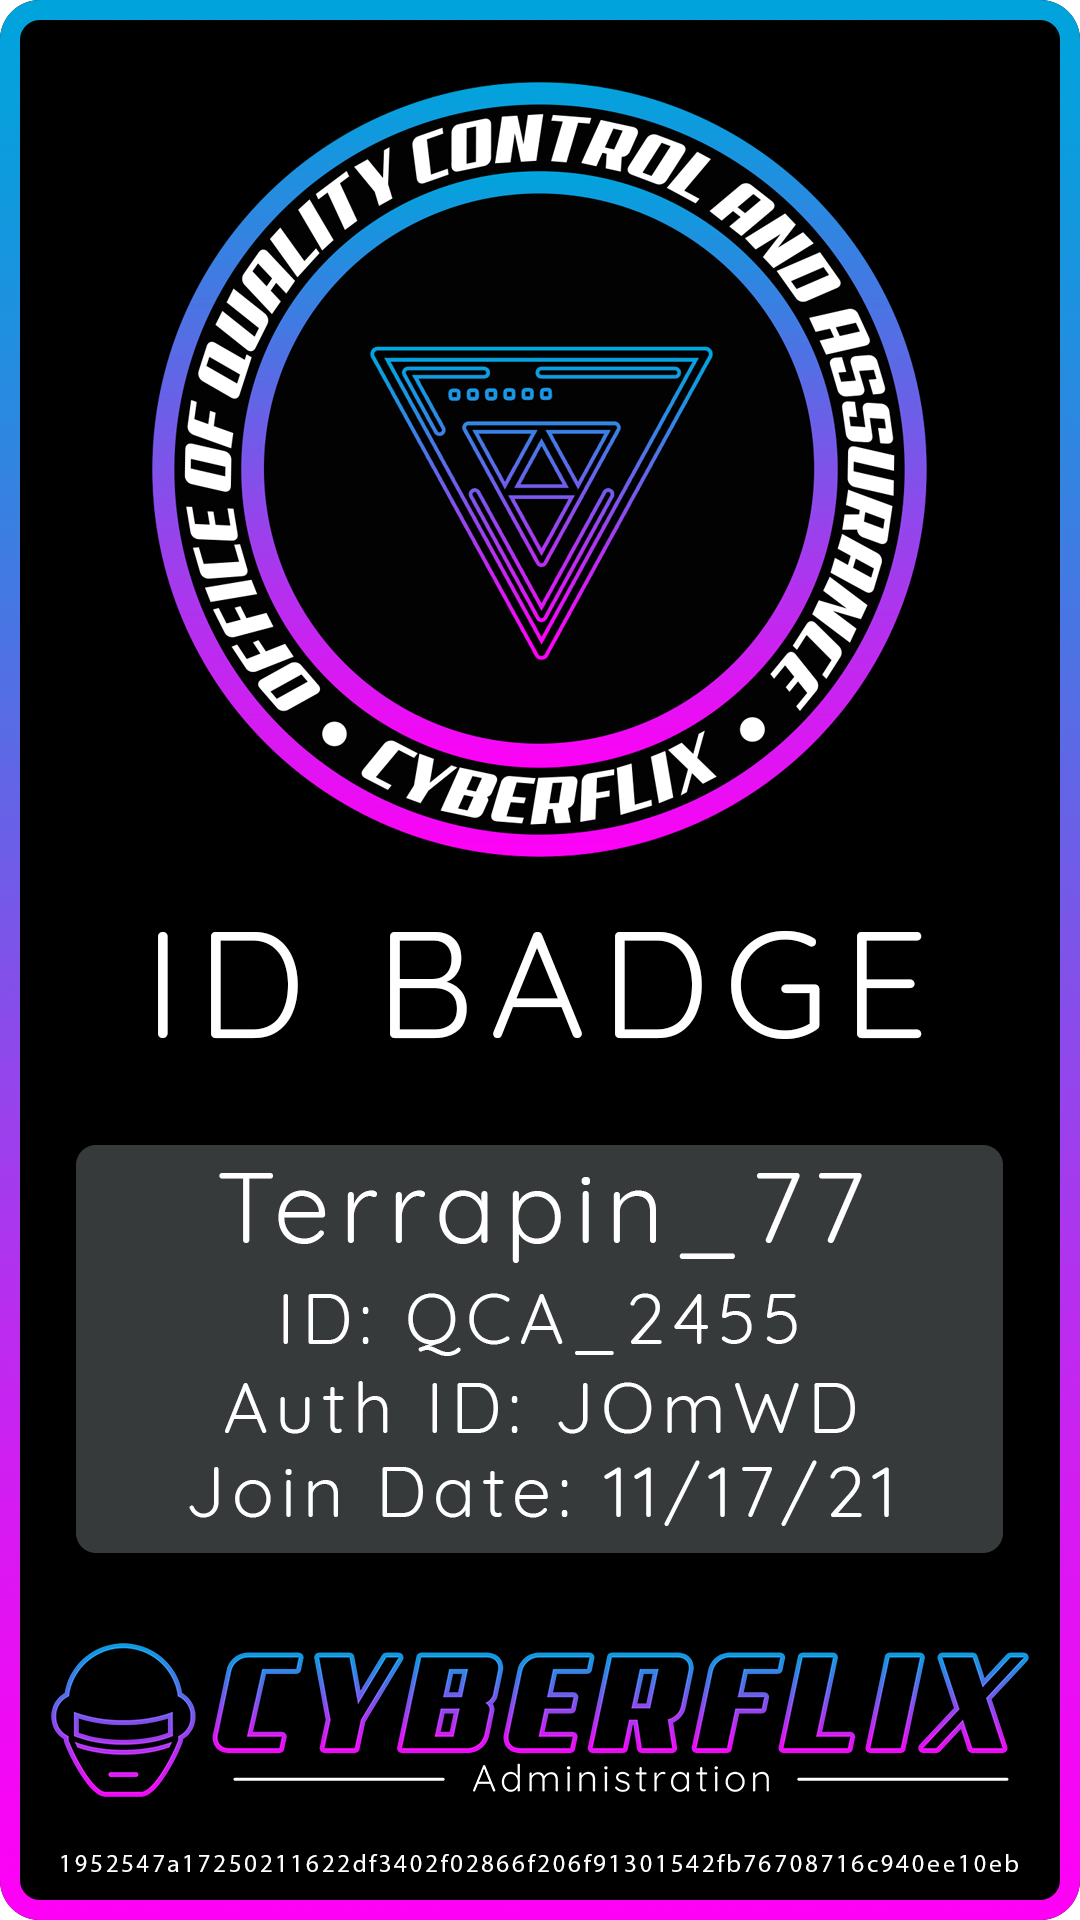 OFFICE OF QUALITY CONTROL AND ASSURANCE
• CYBERFLIX •
ID BADGE
Terrapin_77
ID: QCA_2455
Auth ID: JOmWD
Join Date: 11/17/21
CYBERFLIX
Administration
1952547a17250211622df3402f02866f206f91301542fb76708716c940ee10eb